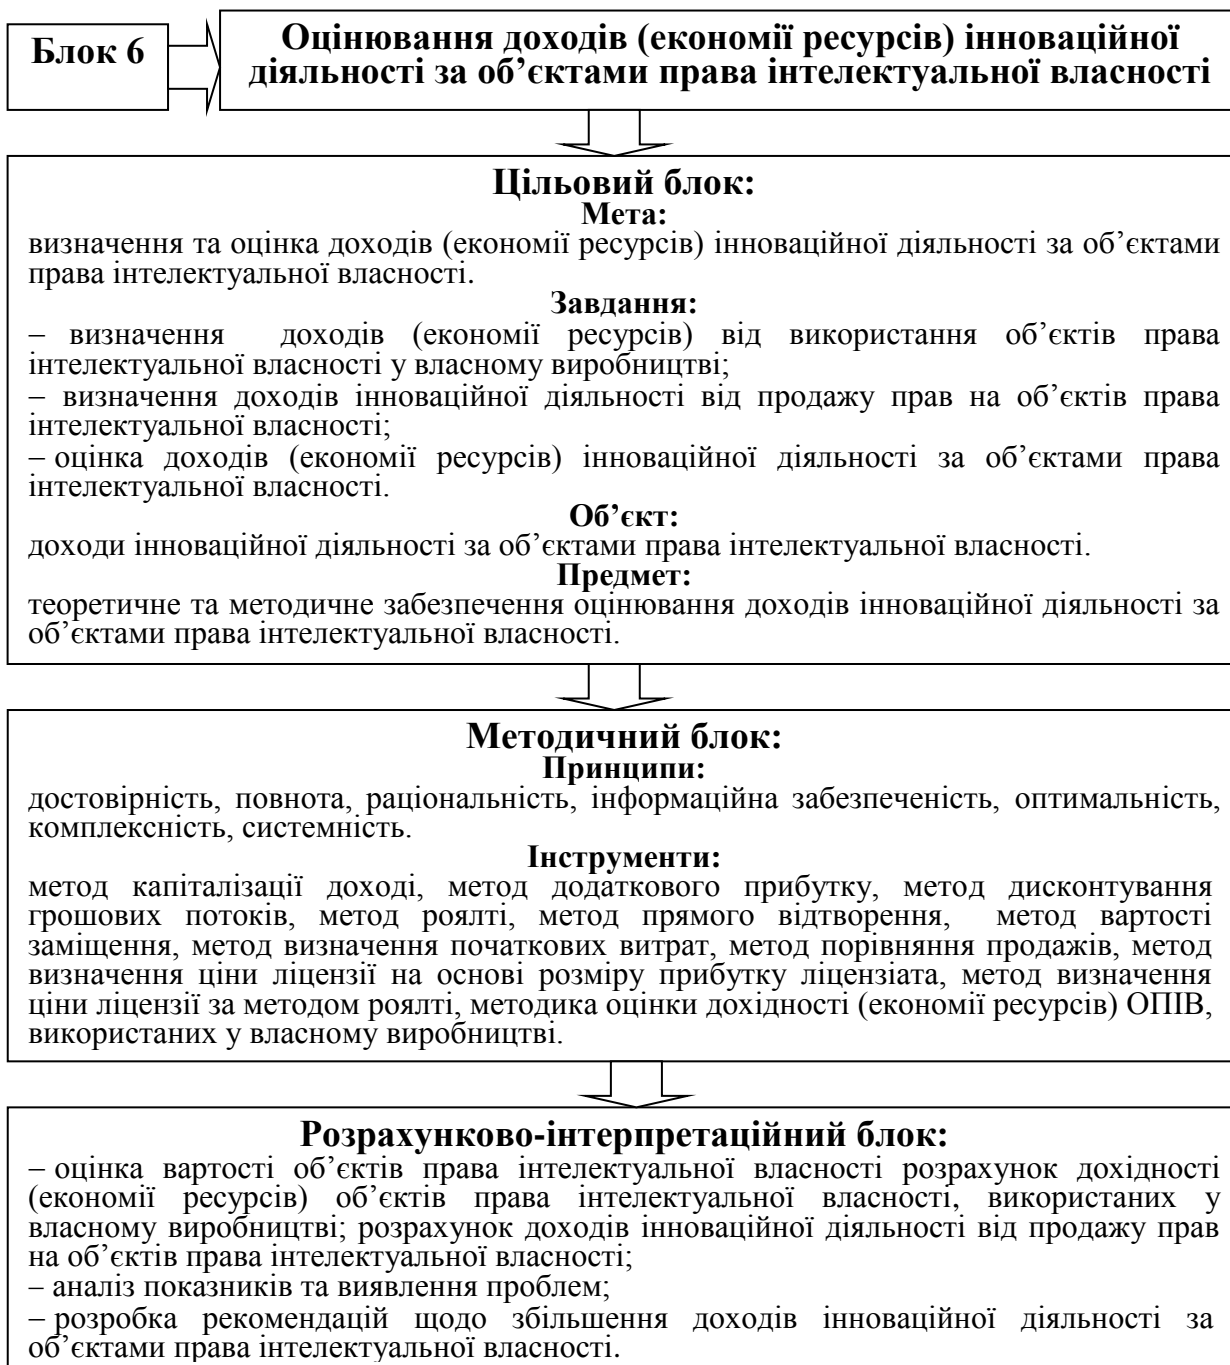 Блок 6
Оцінювання доходів (економії ресурсів) інноваційної
діяльності за об’єктами права інтелектуальної власності
Цільовий блок:
Мета:
визначення та оцінка доходів (економії ресурсів) інноваційної діяльності за об’єктами
права інтелектуальної власності.
Завдання:
– визначення доходів (економії ресурсів) від використання об’єктів права
інтелектуальної власності у власному виробництві;
– визначення доходів інноваційної діяльності від продажу прав на об’єктів права
інтелектуальної власності;
– оцінка доходів (економії ресурсів) інноваційної діяльності за об’єктами права
інтелектуальної власності.
Об’єкт:
доходи інноваційної діяльності за об’єктами права інтелектуальної власності.
Предмет:
теоретичне та методичне забезпечення оцінювання доходів інноваційної діяльності за
об’єктами права інтелектуальної власності.
Методичний блок:
Принципи:
достовірність, повнота, раціональність, інформаційна забезпеченість, оптимальність,
комплексність, системність.
Інструменти:
метод капіталізації доході, метод додаткового прибутку, метод дисконтування
грошових потоків, метод роялті, метод прямого відтворення, метод вартості
заміщення, метод визначення початкових витрат, метод порівняння продажів, метод
визначення ціни ліцензії на основі розміру прибутку ліцензіата, метод визначення
ціни ліцензії за методом роялті, методика оцінки дохідності (економії ресурсів) ОПІВ,
використаних у власному виробництві.
Розрахунково-інтерпретаційний блок:
– оцінка вартості об’єктів права інтелектуальної власності розрахунок дохідності
(економії ресурсів) об’єктів права інтелектуальної власності, використаних у
власному виробництві; розрахунок доходів інноваційної діяльності від продажу прав
на об’єктів права інтелектуальної власності;
– аналіз показників та виявлення проблем;
– розробка рекомендацій щодо збільшення доходів інноваційної діяльності за
об’єктами права інтелектуальної власності.